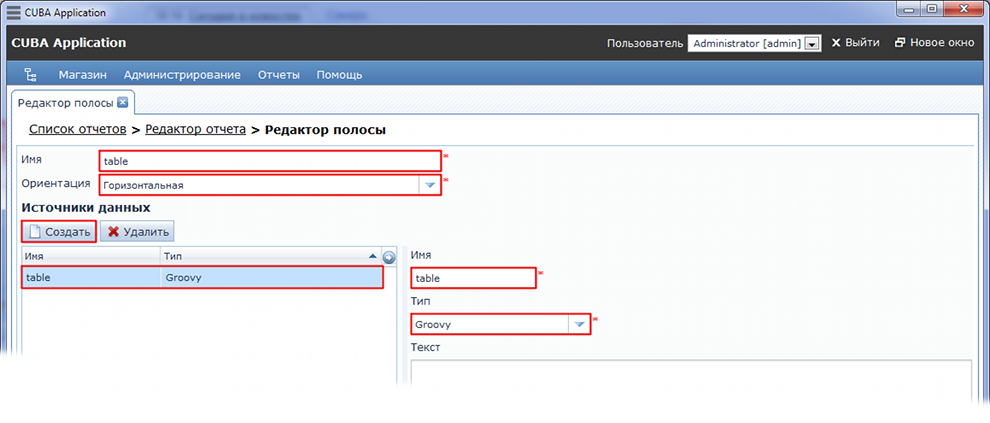 CUBA Application
CUBA Application
Пользователь Administrator [admin] Выйти Новое окно
Магазин Администрирование Отчеты Помощь
Редактор полосы
Список отчетов > Редактор отчета > Редактор полосы
Имя table *
Ориентация Горизонтальная *
Источники данных
Создать Удалить
Имя Тип
table Groovy
Имя
table *
Тип
Groovy *
Текст